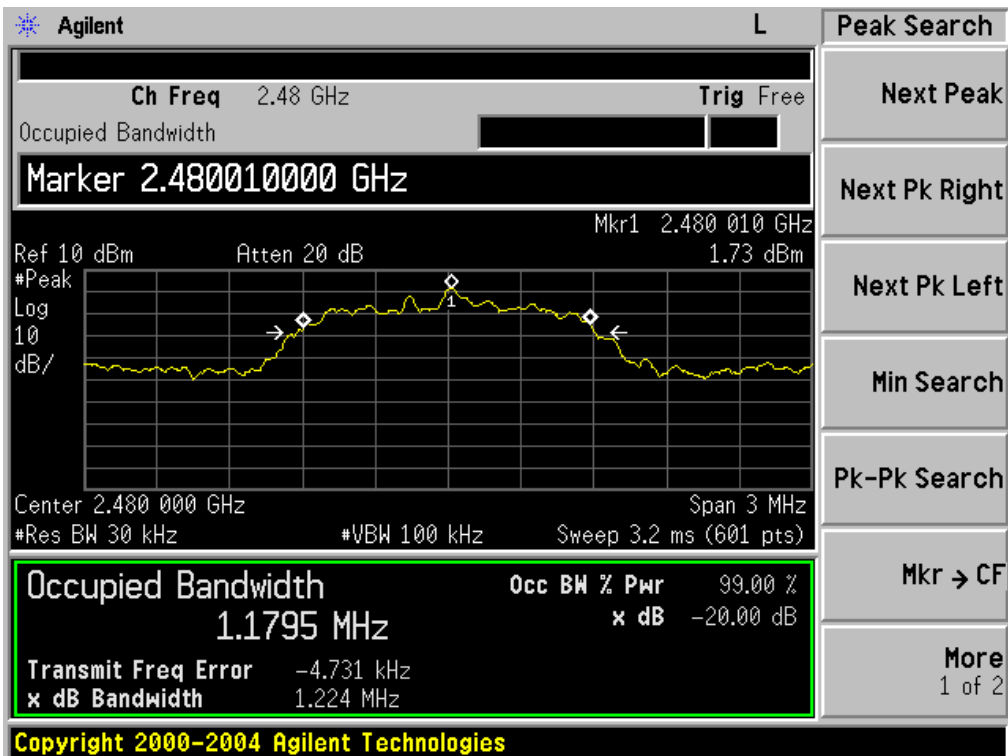 Agilent L Peak Search
Ch Freq 2.48 GHz Trig Free
Occupied Bandwidth
Marker 2.480010000 GHz
Mkr1 2.480 010 GHz
Ref 10 dBm Atten 20 dB 1.73 dBm
#Peak
Log
10
dB/
1
Center 2.480 000 GHz Span 3 MHz
#Res BW 30 kHz #VBW 100 kHz Sweep 3.2 ms (601 pts)
Occupied Bandwidth Occ BW % Pwr 99.00 %
1.1795 MHz x dB -20.00 dB
Transmit Freq Error -4.731 kHz
x dB Bandwidth 1.224 MHz
Next Peak
Next Pk Right
Next Pk Left
Min Search
Pk-Pk Search
Mkr → CF
More
1 of 2
Copyright 2000-2004 Agilent Technologies